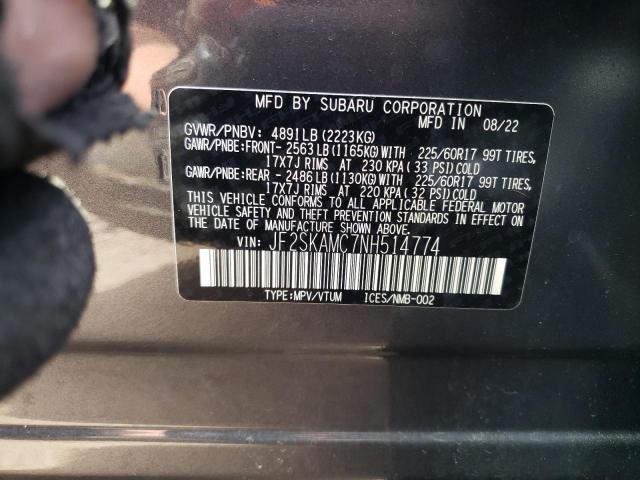 MFD BY SUBARU CORPORATION
MFD IN 08/22
GVWR/PNBV: 4891LB(2223KG)
GAWR/PNBE:FRONT- 2563LB(1165KG)WITH 225/60R17 99T TIRES,
17X7J RIMS AT 230 KPA (33 PSI)COLD
GAWR/PNBE:REAR - 2486LB(1130KG)WITH 225/60R17 99T TIRES,
17X7J RIMS AT 220 KPA (32 PSI)COLD
THIS VEHICLE CONFORMS TO ALL APPLICABLE FEDERAL MOTOR
VEHICLE SAFETY AND THEFT PREVENTION STANDARDS IN EFFECT ON
THE DATE OF MANUFACTURE SHOWN ABOVE.
VIN: JF2SKAMC7NH514774
TYPE:MPV/VTUM ICES/NMB-002